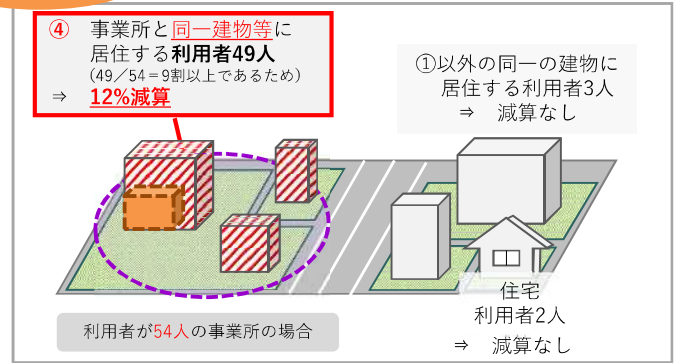 ④ 事業所と同一建物等に
居住する利用者49人
（49／54＝9割以上であるため）
⇒ 12%減算
①以外の同一の建物に
居住する利用者3人
⇒ 減算なし
住宅
利用者2人
⇒ 減算なし
利用者が54人の事業所の場合